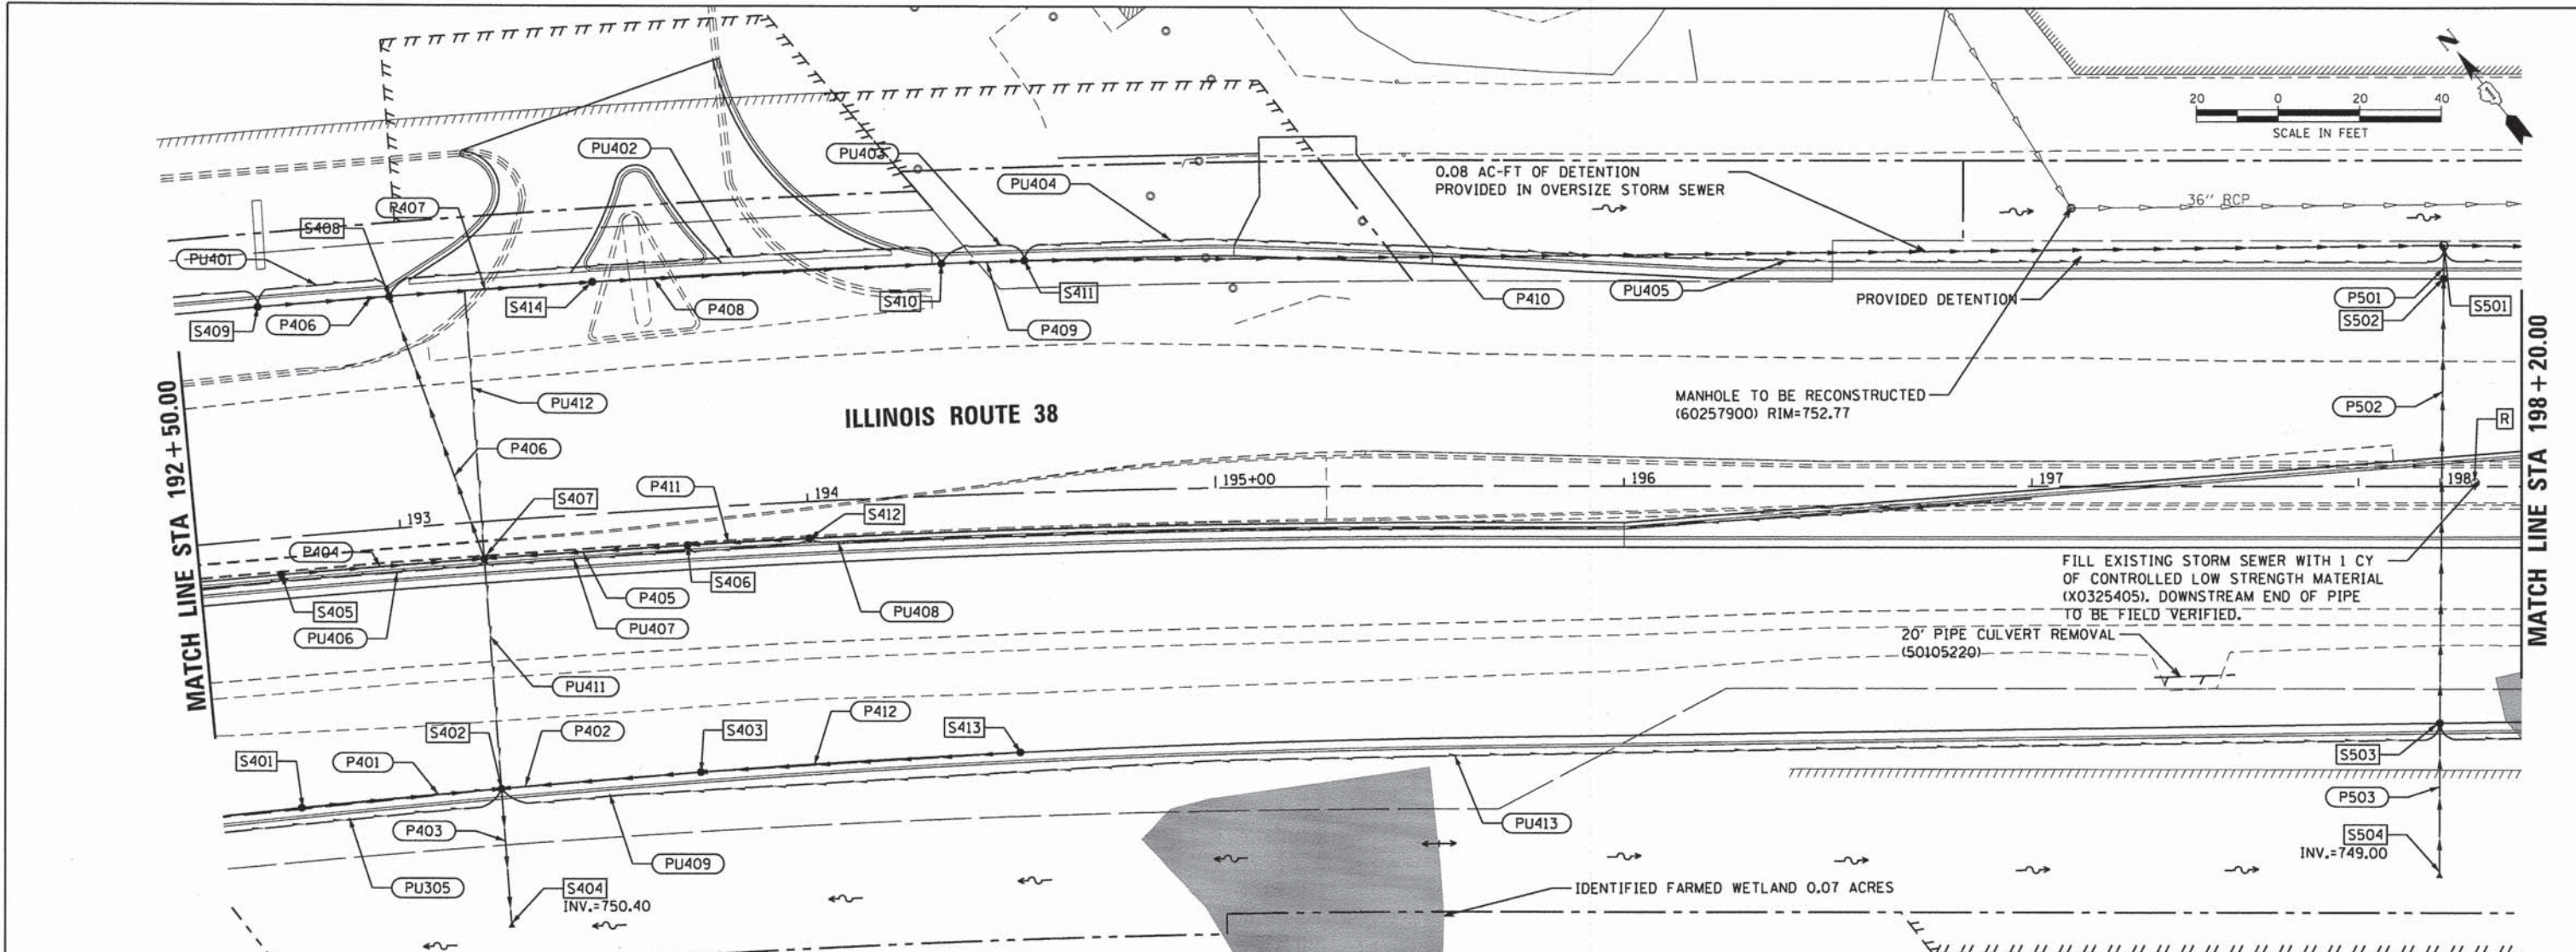 N
1
20 0 20 40
SCALE IN FEET
PU402
PU403
PU404
0.08 AC-FT OF DETENTION
PROVIDED IN OVERSIZE STORM SEWER
36" RCP
P407
S408
PU401
S409
P406
S414
P408
S410
S411
P409
P410
PU405
PROVIDED DETENTION
P501
S501
S502
MATCH LINE STA 192+50.00
PU412
ILLINOIS ROUTE 38
MANHOLE TO BE RECONSTRUCTED
(60257900) RIM=752.77
P502
R
MATCH LINE STA 198+20.00
P406
S407
P411
S412
193
194
195+00
196
197
198
P404
S405
PU406
P405
S406
PU407
PU408
FILL EXISTING STORM SEWER WITH 1 CY
OF CONTROLLED LOW STRENGTH MATERIAL
(X0325405). DOWNSTREAM END OF PIPE
TO BE FIELD VERIFIED.
20' PIPE CULVERT REMOVAL
(50105220)
PU411
S402
P402
S403
P412
S413
S401
P401
S503
P403
PU409
PU305
PU413
P503
S504
INV.=749.00
S404
INV.=750.40
IDENTIFIED FARMED WETLAND 0.07 ACRES